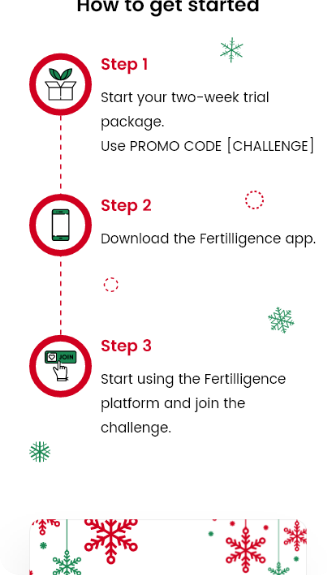 How to get started
Step 1
Start your two-week trial
package.
Use PROMO CODE [CHALLENGE]
Step 2
Download the Fertilligence app.
JOIN
Step 3
Start using the Fertilligence
platform and join the
challenge.